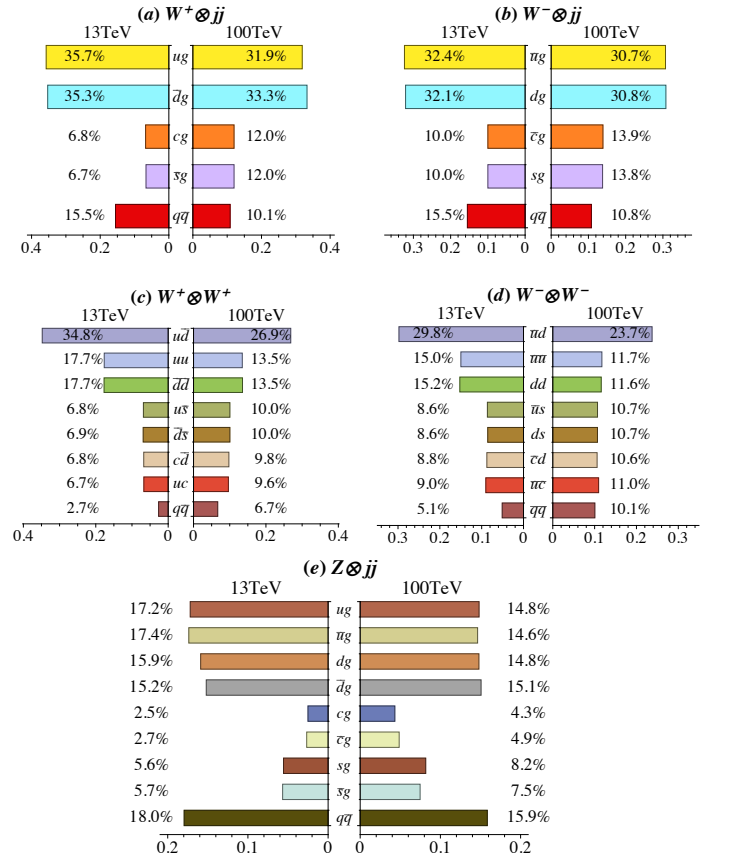 (a) W⁺⊗jj
13TeV 100TeV
35.7% ug 31.9%
35.3% d̅g 33.3%
6.8% cg 12.0%
6.7% s̅g 12.0%
15.5% qq̅ 10.1%
0.4 0.2 0 0 0.2 0.4
(b) W⁻⊗jj
13TeV 100TeV
32.4% u̅g 30.7%
32.1% dg 30.8%
10.0% c̅g 13.9%
10.0% sg 13.8%
15.5% qq̅ 10.8%
0.3 0.2 0.1 0 0 0.1 0.2 0.3
(c) W⁺⊗W⁺
13TeV 100TeV
34.8% ud̅ 26.9%
17.7% uu 13.5%
17.7% d̅d̅ 13.5%
6.8% us̅ 10.0%
6.9% d̅s̅ 10.0%
6.8% cd̅ 9.8%
6.7% uc 9.6%
2.7% qq̅ 6.7%
0.4 0.2 0 0 0.2 0.4
(d) W⁻⊗W⁻
13TeV 100TeV
29.8% u̅d 23.7%
15.0% u̅u̅ 11.7%
15.2% dd 11.6%
8.6% u̅s 10.7%
8.6% ds 10.7%
8.8% c̅d 10.6%
9.0% u̅c̅ 11.0%
5.1% q̅q̅ 10.1%
0.3 0.2 0.1 0 0 0.1 0.2 0.3
(e) Z⊗jj
13TeV 100TeV
17.2% ug 14.8%
17.4% u̅g 14.6%
15.9% dg 14.8%
15.2% d̅g 15.1%
2.5% cg 4.3%
2.7% c̅g 4.9%
5.6% sg 8.2%
5.7% s̅g 7.5%
18.0% qq̅ 15.9%
0.2 0.1 0 0 0.1 0.2